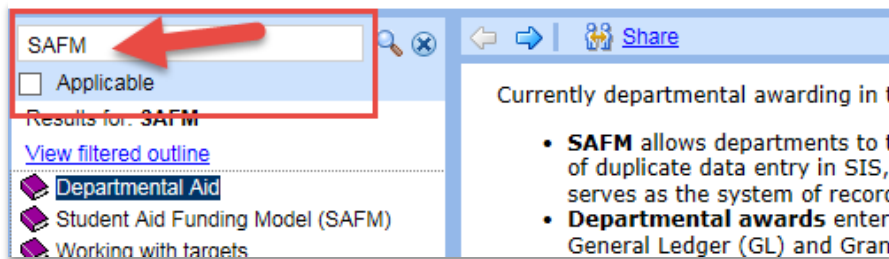 SAFM
Applicable
Results for: SAFM
View filtered outline
Departmental Aid
Student Aid Funding Model (SAFM)
Working with targets
Share
Currently departmental awarding in
• SAFM allows departments to
of duplicate data entry in SIS,
serves as the system of record
• Departmental awards enter
General Ledger (GL) and Gran